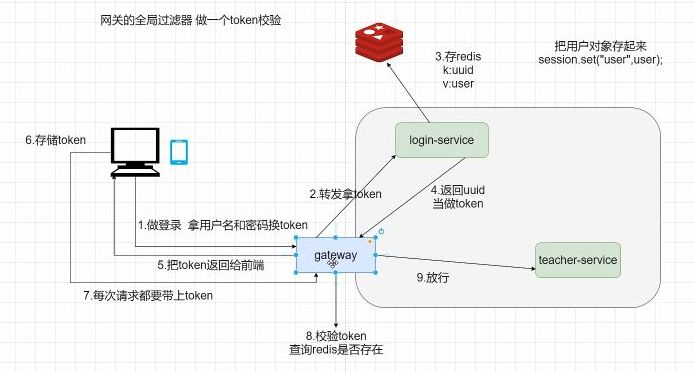 网关的全局过滤器 做一个token校验
3.存redis
k:uuid
v:user
把用户对象存起来
session.set("user",user);
6.存储token
login-service
2.转发拿token
4.返回uuid
当做token
1.做登录 拿用户名和密码换token
gateway
5.把token返回给前端
teacher-service
9.放行
7.每次请求都要带上token
8.校验token
查询redis是否存在